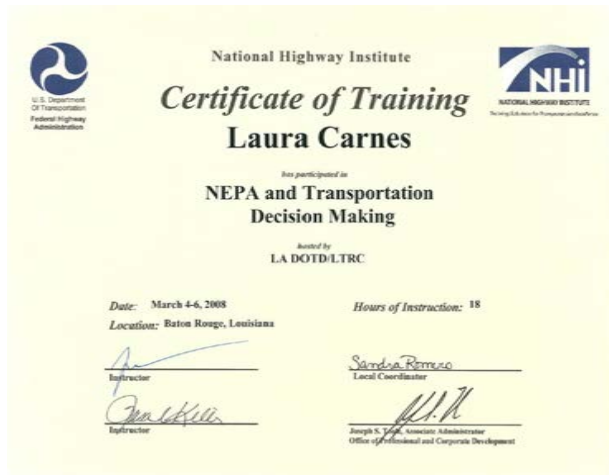 National Highway Institute
U.S. Department
Of Transportation
Federal Highway
Administration
NHI
NATIONAL HIGHWAY INSTITUTE
Certificate of Training
Laura Carnes
has participated in
NEPA and Transportation
Decision Making
hosted by
LA DOTD/LTRC
Date: March 4-6, 2008
Hours of Instruction: 18
Location: Baton Rouge, Louisiana
Instructor
Sandra Romero
Local Coordinator
Instructor
Joseph S. Associate Administrator
Office of Professional and Corporate Development